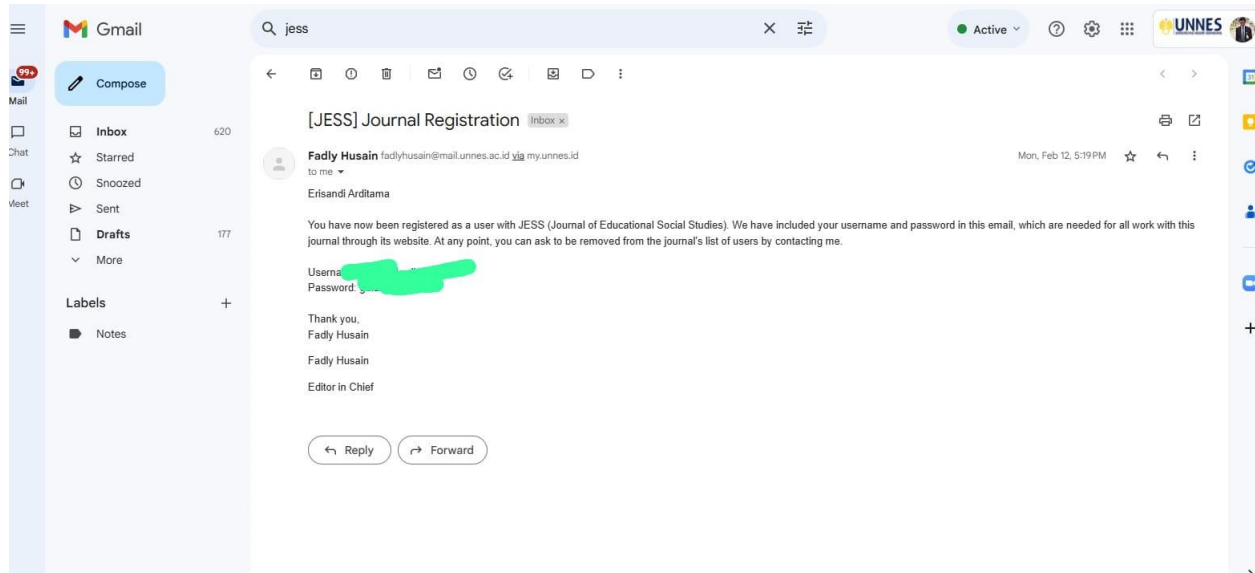 Gmail
jess
Active
UNNES
99+
Mail
Compose
Chat
Meet
Inbox 620
Starred
Snoozed
Sent
Drafts 177
More
Labels
Notes
[JESS] Journal Registration Inbox x
Fadly Husain fadlyhusain@mail.unnes.ac.id via my.unnes.id
Mon, Feb 12, 5:19 PM
to me
Erisandi Arditama
You have now been registered as a user with JESS (Journal of Educational Social Studies). We have included your username and password in this email, which are needed for all work with this
journal through its website. At any point, you can ask to be removed from the journal's list of users by contacting me.
Password:
Thank you,
Fadly Husain
Fadly Husain
Editor in Chief
Reply
Forward
31